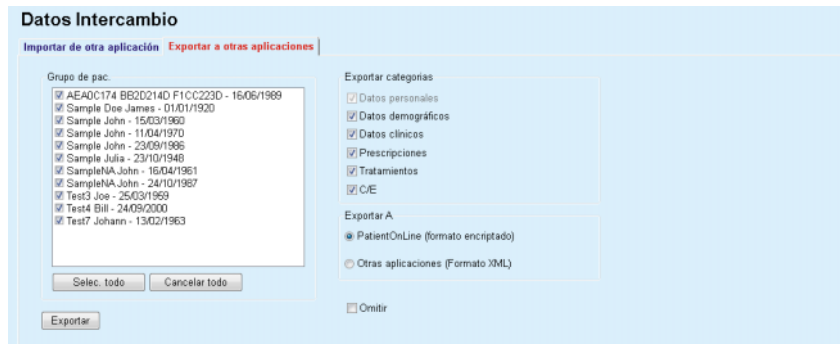 Datos Intercambio
Importar de otra aplicación Exportar a otras aplicaciones
Grupo de pac.
AEA0C174 BB2D214D F1CC223D - 16/06/1989
Sample Doe James - 01/01/1920
Sample John - 15/03/1960
Sample John - 11/04/1970
Sample John - 23/09/1986
Sample Julia - 23/10/1948
SampleNA John - 16/04/1961
SampleNA John - 24/10/1987
Test3 Joe - 25/03/1959
Test4 Bill - 24/09/2000
Test7 Johann - 13/02/1963
Selec. todo Cancelar todo
Exportar
Exportar categorias
Datos personales
Datos demográficos
Datos clínicos
Prescripciones
Tratamientos
C/E
Exportar A
PatientOnLine (formato encriptado)
Otras aplicaciones (Formato XML)
Omitir